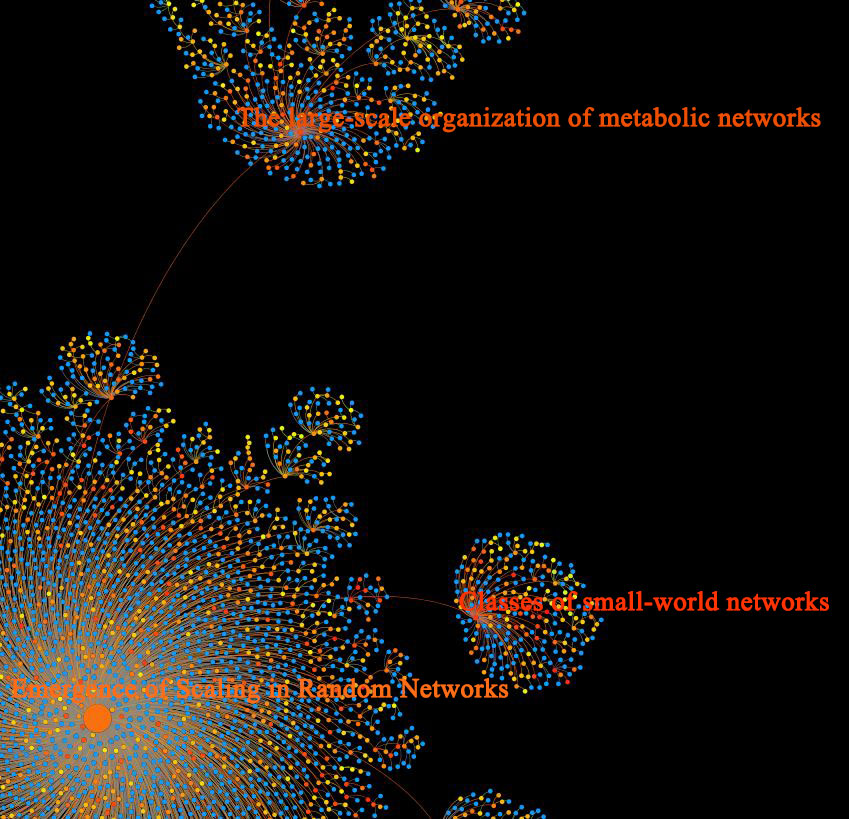 The large-scale organization of metabolic networks
Classes of small-world networks
Emergence of Scaling in Random Networks